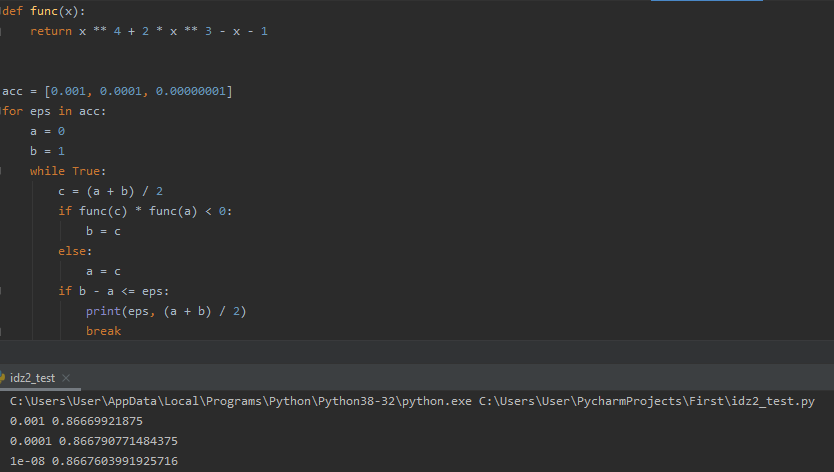 def func(x):
    return x ** 4 + 2 * x ** 3 - x - 1
acc = [0.001, 0.0001, 0.00000001]
for eps in acc:
    a = 0
    b = 1
    while True:
        c = (a + b) / 2
        if func(c) * func(a) < 0:
            b = c
        else:
            a = c
        if b - a <= eps:
            print(eps, (a + b) / 2)
            break
idz2_test
C:\Users\User\AppData\Local\Programs\Python\Python38-32\python.exe C:\Users\User\PycharmProjects\First\idz2_test.py
0.001 0.86669921875
0.0001 0.866790771484375
1e-08 0.8667603991925716